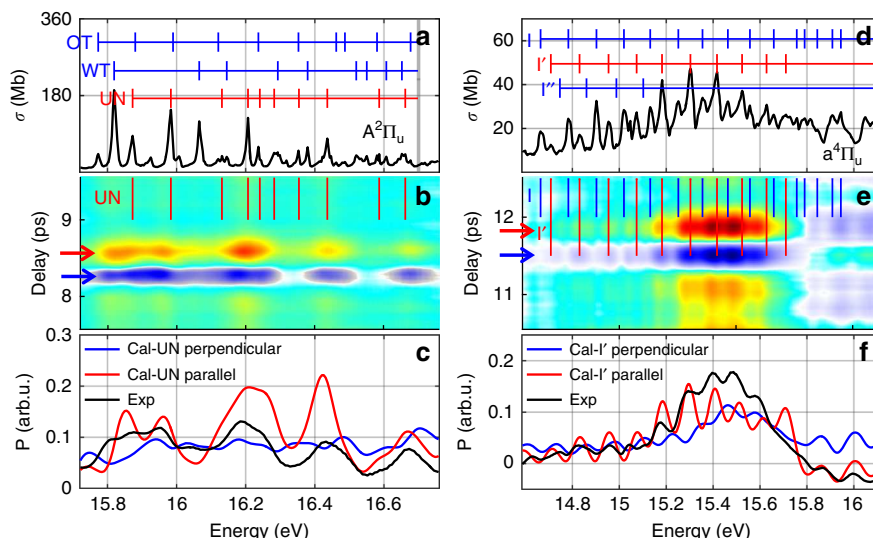 360
a
d
OT
WT
UN
σ (Mb)
180
A²Πᵤ
I
I′
I″
60
σ (Mb)
40
20
a⁴Πᵤ
UN
b
9
Delay (ps)
8
I
e
12
I′
Delay (ps)
11
0.3
Cal-UN perpendicular
c
Cal-UN parallel
0.2
Exp
P (arb.u.)
0.1
0
15.8
16
16.2
16.4
16.6
Energy (eV)
Cal-I′ perpendicular
f
0.2
Cal-I′ parallel
Exp
0.1
P (arb.u.)
0
14.8
15
15.2
15.4
15.6
15.8
16
Energy (eV)